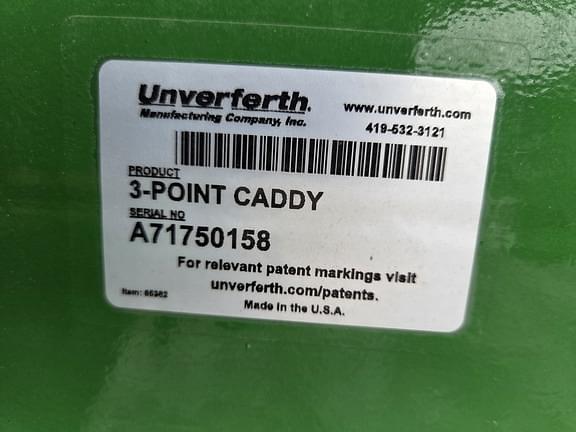 Unverferth.
Manufacturing Company, Inc.
www.unverferth.com
419-532-3121
PRODUCT
3-POINT CADDY
SERIAL NO
A71750158
For relevant patent markings visit
unverferth.com/patents.
Item:
Made in the U.S.A.